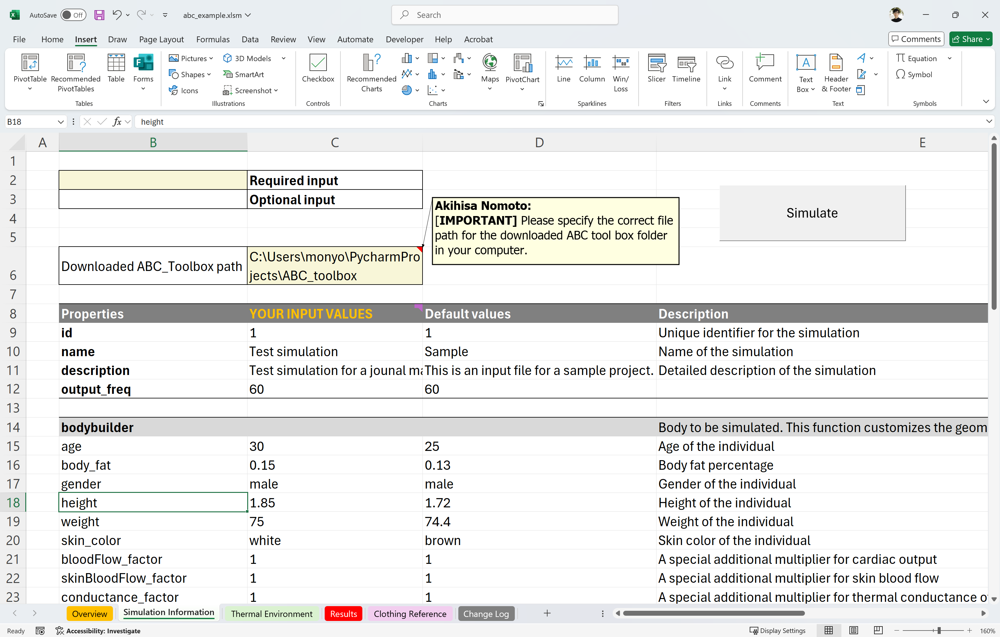 AutoSave Off abc_example.xlsm Search
File Home Insert Draw Page Layout Formulas Data Review View Automate Developer Help Acrobat Comments Share
PivotTable
Recommended
PivotTables
Table
Forms
Tables
Pictures
Shapes
Icons
3D Models
SmartArt
Screenshot
Illustrations
Checkbox
Controls
Recommended
Charts
Maps
PivotChart
Charts
Line
Column
Win/
Loss
Sparklines
Slicer
Timeline
Filters
Link
Links
Comment
Comments
Text
Box
Header
& Footer
Text
Equation
Symbol
Symbols
B18 fx height
A B C D E
1
2 Required input
3 Optional input
4
5
Akihisa Nomoto:
[IMPORTANT] Please specify the correct file
path for the downloaded ABC tool box folder
in your computer.
Simulate
6 Downloaded ABC_Toolbox path C:\Users\monyo\PycharmPro
jects\ABC_toolbox
7
8 Properties YOUR INPUT VALUES Default values Description
9 id 1 1 Unique identifier for the simulation
10 name Test simulation Sample Name of the simulation
11 description Test simulation for a jounal ma This is an input file for a sample project. Detailed description of the simulation
12 output_freq 60 60
13
14 bodybuilder Body to be simulated. This function customizes the geom
15 age 30 25 Age of the individual
16 body_fat 0.15 0.13 Body fat percentage
17 gender male male Gender of the individual
18 height 1.85 1.72 Height of the individual
19 weight 75 74.4 Weight of the individual
20 skin_color white brown Skin color of the individual
21 bloodFlow_factor 1 1 A special additional multiplier for cardiac output
22 skinBloodFlow_factor 1 1 A special additional multiplier for skin blood flow
23 conductance_factor 1 1 A special additional multiplier for thermal conductance o
Overview Simulation Information Thermal Environment Results Clothing Reference Change Log
Ready Accessibility: Investigate Display Settings 160%